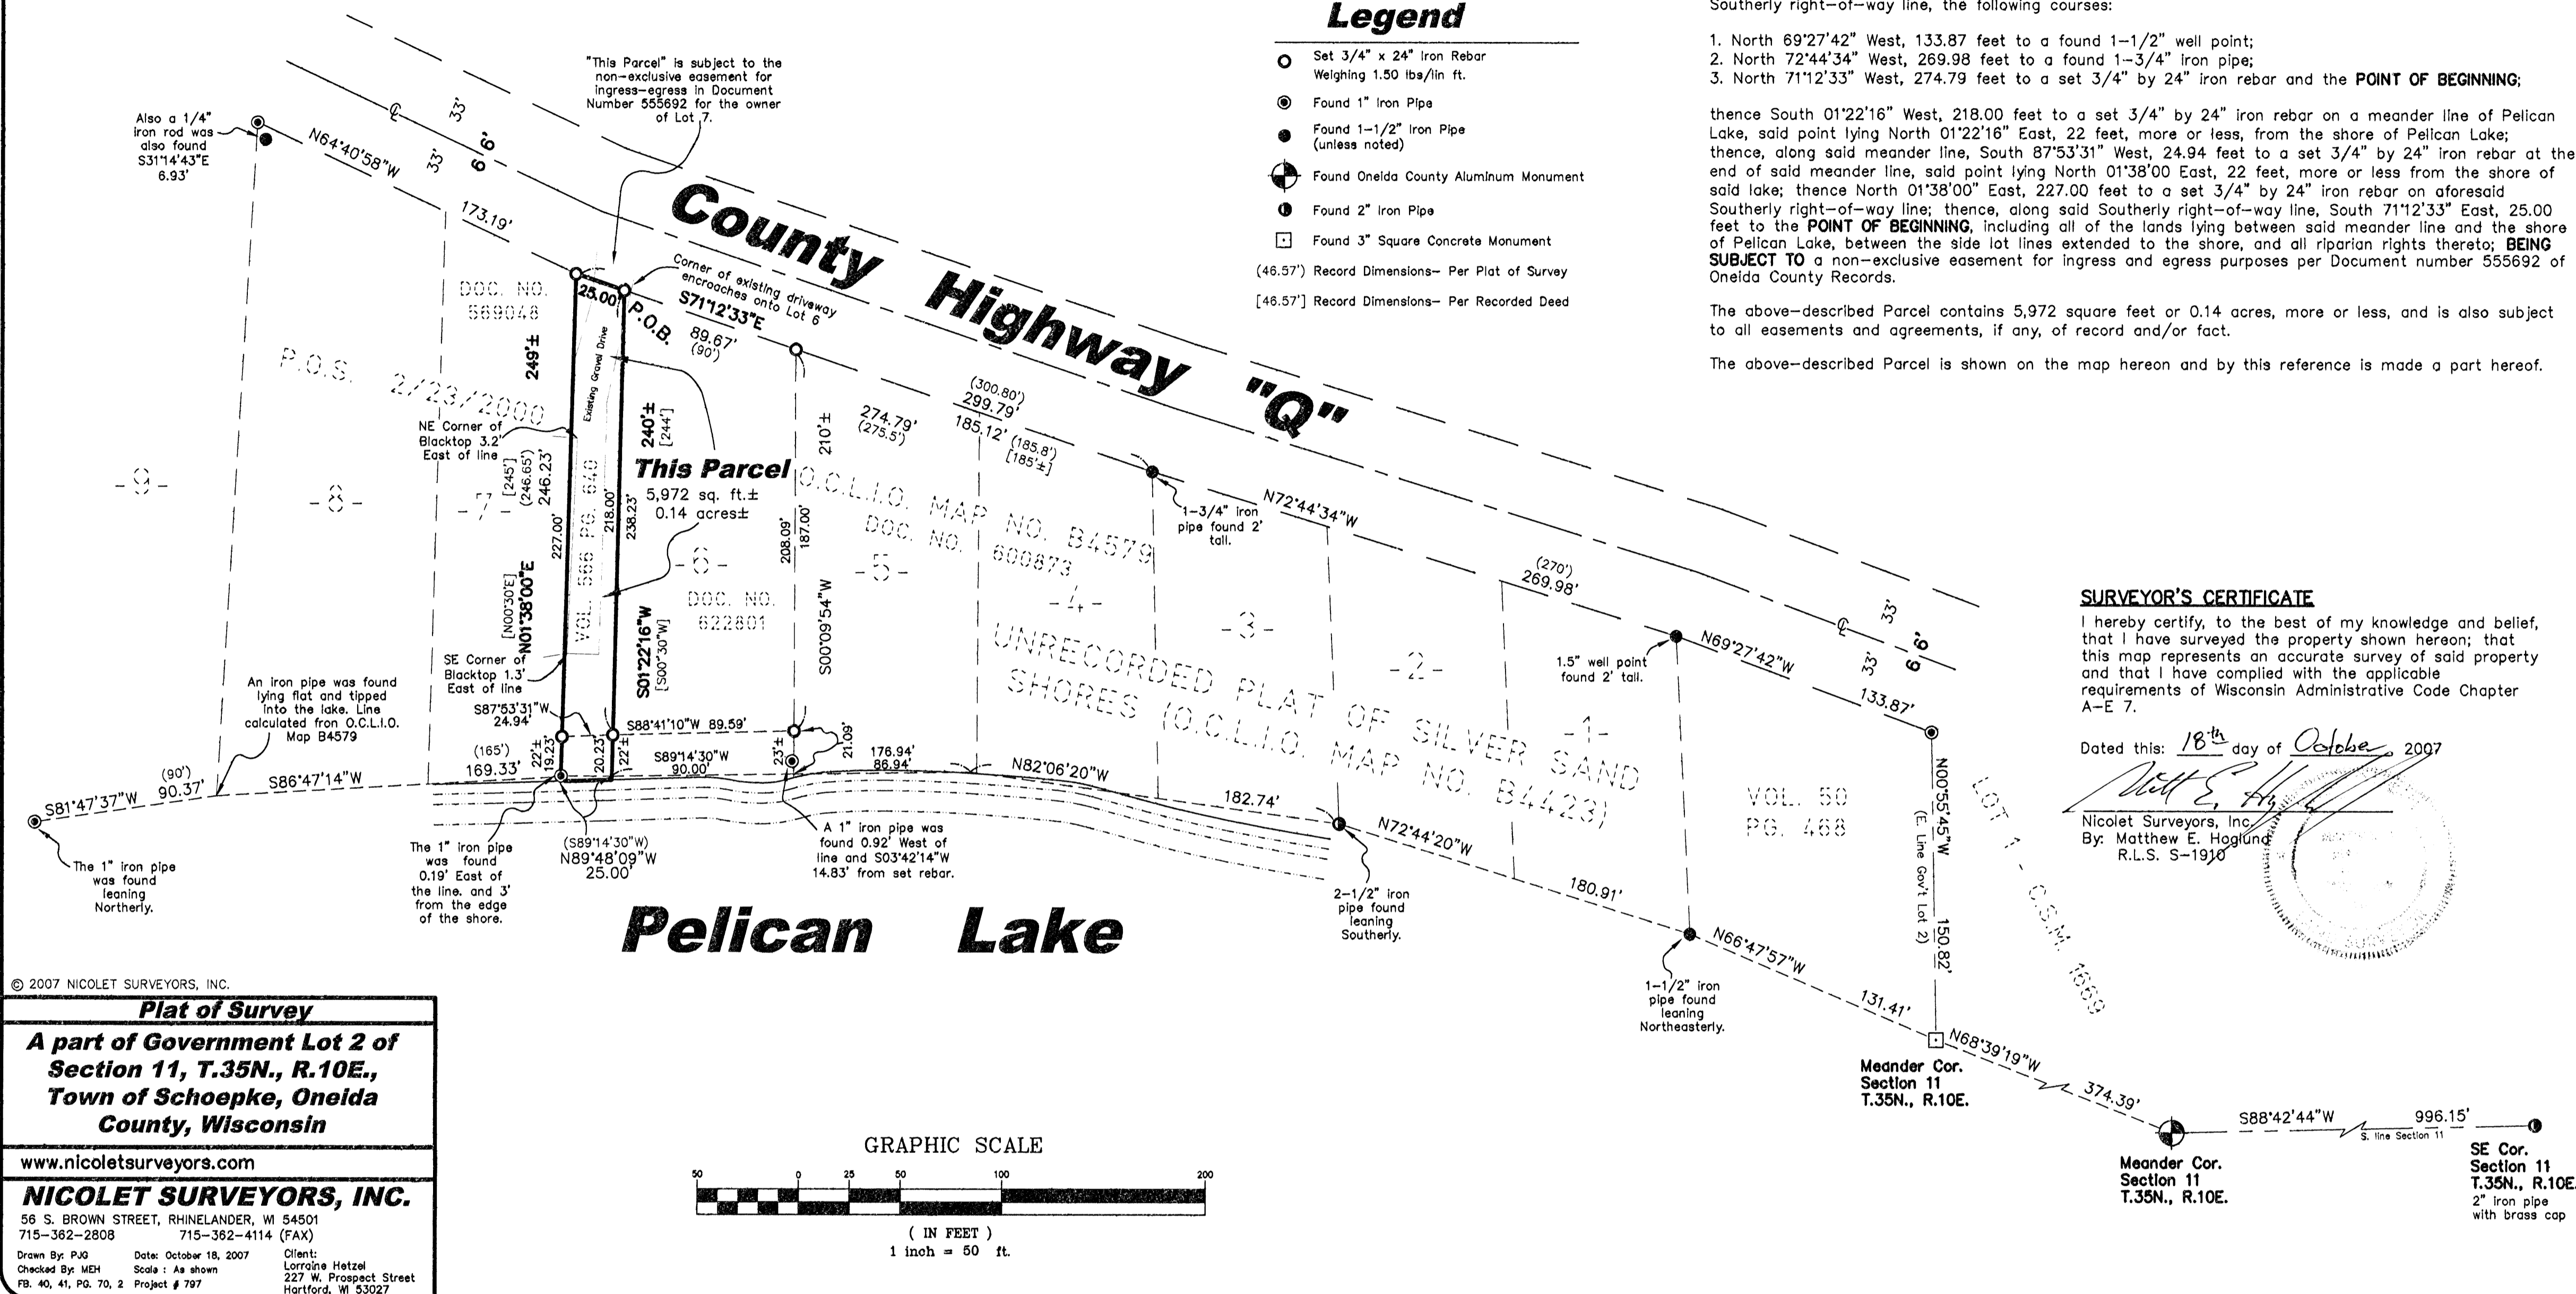 "This Parcel" is subject to the
non-exclusive easement for
ingress-egress in Document
Number 555692 for the owner
of Lot 7.
Also a 1/4"
iron rod was
also found
S31°14'43"E
6.93'
N64°40'58"W
173.19'
33'
33'
66'
County Highway "Q"
Legend
Set 3/4" x 24" Iron Rebar
Weighing 1.50 lbs/lin ft.
Found 1" Iron Pipe
Found 1-1/2" Iron Pipe
(unless noted)
Found Oneida County Aluminum Monument
Found 2" Iron Pipe
Found 3" Square Concrete Monument
(46.57') Record Dimensions- Per Plat of Survey
[46.57'] Record Dimensions- Per Recorded Deed
Southerly right-of-way line, the following courses:
1. North 69°27'42" West, 133.87 feet to a found 1-1/2" well point;
2. North 72°44'34" West, 269.98 feet to a found 1-3/4" iron pipe;
3. North 71°12'33" West, 274.79 feet to a set 3/4" by 24" iron rebar and the POINT OF BEGINNING;
thence South 01°22'16" West, 218.00 feet to a set 3/4" by 24" iron rebar on a meander line of Pelican
Lake, said point lying North 01°22'16" East, 22 feet, more or less, from the shore of Pelican Lake;
thence, along said meander line, South 87°53'31" West, 24.94 feet to a set 3/4" by 24" iron rebar at the
end of said meander line, said point lying North 01°38'00 East, 22 feet, more or less from the shore of
said lake; thence North 01°38'00" East, 227.00 feet to a set 3/4" by 24" iron rebar on aforesaid
Southerly right-of-way line; thence, along said Southerly right-of-way line, South 71°12'33" East, 25.00
feet to the POINT OF BEGINNING, including all of the lands lying between said meander line and the shore
of Pelican Lake, between the side lot lines extended to the shore, and all riparian rights thereto; BEING
SUBJECT TO a non-exclusive easement for ingress and egress purposes per Document number 555692 of
Oneida County Records.
The above-described Parcel contains 5,972 square feet or 0.14 acres, more or less, and is also subject
to all easements and agreements, if any, of record and/or fact.
The above-described Parcel is shown on the map hereon and by this reference is made a part hereof.
DOC. NO.
569048
P.O.S. 2/23/2000
25.00'
P.O.B.
Corner of existing driveway
encroaches onto Lot 6
S71°12'33"E
89.67'
(90')
249'±
Existing Gravel Drive
240'±
[244']
NE Corner of
Blacktop 3.2'
East of line
[245']
(246.65')
246.23'
227.00'
VOL. 566 PG. 640
218.00'
238.23'
This Parcel
5,972 sq. ft.±
0.14 acres±
210'±
208.09'
187.00'
274.79'
(275.5')
(300.80')
299.79'
185.12' (185.8')
[185'±]
O.C.L.I.O. MAP NO. B4579
DOC. NO. 600873
1-3/4" iron
pipe found 2'
tall.
N72°44'34"W
(270')
269.98'
-9-
-8-
-7-
-6-
-5-
-4-
-3-
-2-
-1-
DOC. NO.
622801
[N00°30'E]
N01°38'00"E
S01°22'16"W
[S00°30"W]
S00°09'54"W
UNRECORDED PLAT OF SILVER SAND
SHORES (O.C.L.I.O. MAP NO. B4423)
1.5" well point
found 2' tall.
N69°27'42"W
133.87'
33'
33'
66'
SE Corner of
Blacktop 1.3'
East of line
An iron pipe was found
lying flat and tipped
into the lake. Line
calculated fron O.C.L.I.O.
Map B4579
S87°53'31"W
24.94'
S88°41'10"W 89.59'
(165')
169.33'
22'±
19.23'
20.23'
22'±
S89°14'30"W
90.00'
23'±
21.09'
176.94'
86.94'
N82°06'20"W
182.74'
(90')
90.37'
S81°47'37"W
S86°47'14"W
The 1" iron pipe
was found
leaning
Northerly.
The 1" iron pipe
was found
0.19' East of
the line. and 3'
from the edge
of the shore.
(S89°14'30"W)
N89°48'09"W
25.00'
A 1" iron pipe was
found 0.92' West of
line and S03°42'14"W
14.83' from set rebar.
2-1/2" iron
pipe found
leaning
Southerly.
N72°44'20"W
180.91'
VOL. 50
PG. 468
N00°55'45"W
(E. Line Gov't Lot 2)
150.82'
LOT 1 - C.S.M. 1669
1-1/2" iron
pipe found
leaning
Northeasterly.
N66°47'57"W
131.41'
Pelican Lake
Meander Cor.
Section 11
T.35N., R.10E.
N68°39'19"W
374.39'
Meander Cor.
Section 11
T.35N., R.10E.
S88°42'44"W 996.15'
S. line Section 11
SE Cor.
Section 11
T.35N., R.10E.
2" iron pipe
with brass cap
SURVEYOR'S CERTIFICATE
I hereby certify, to the best of my knowledge and belief,
that I have surveyed the property shown hereon; that
this map represents an accurate survey of said property
and that I have complied with the applicable
requirements of Wisconsin Administrative Code Chapter
A-E 7.
Dated this: 18th day of October, 2007
Nicolet Surveyors, Inc.
By: Matthew E. Hoglund
R.L.S. S-1910
© 2007 NICOLET SURVEYORS, INC.
Plat of Survey
A part of Government Lot 2 of
Section 11, T.35N., R.10E.,
Town of Schoepke, Oneida
County, Wisconsin
www.nicoletsurveyors.com
NICOLET SURVEYORS, INC.
56 S. BROWN STREET, RHINELANDER, WI 54501
715-362-2808 715-362-4114 (FAX)
Drawn By: PJG Date: October 18, 2007 Client:
Checked By: MEH Scale : As shown Lorraine Hetzel
FB. 40, 41, PG. 70, 2 Project # 797 227 W. Prospect Street
Hartford, WI 53027
GRAPHIC SCALE
50 0 25 50 100 200
( IN FEET )
1 inch = 50 ft.